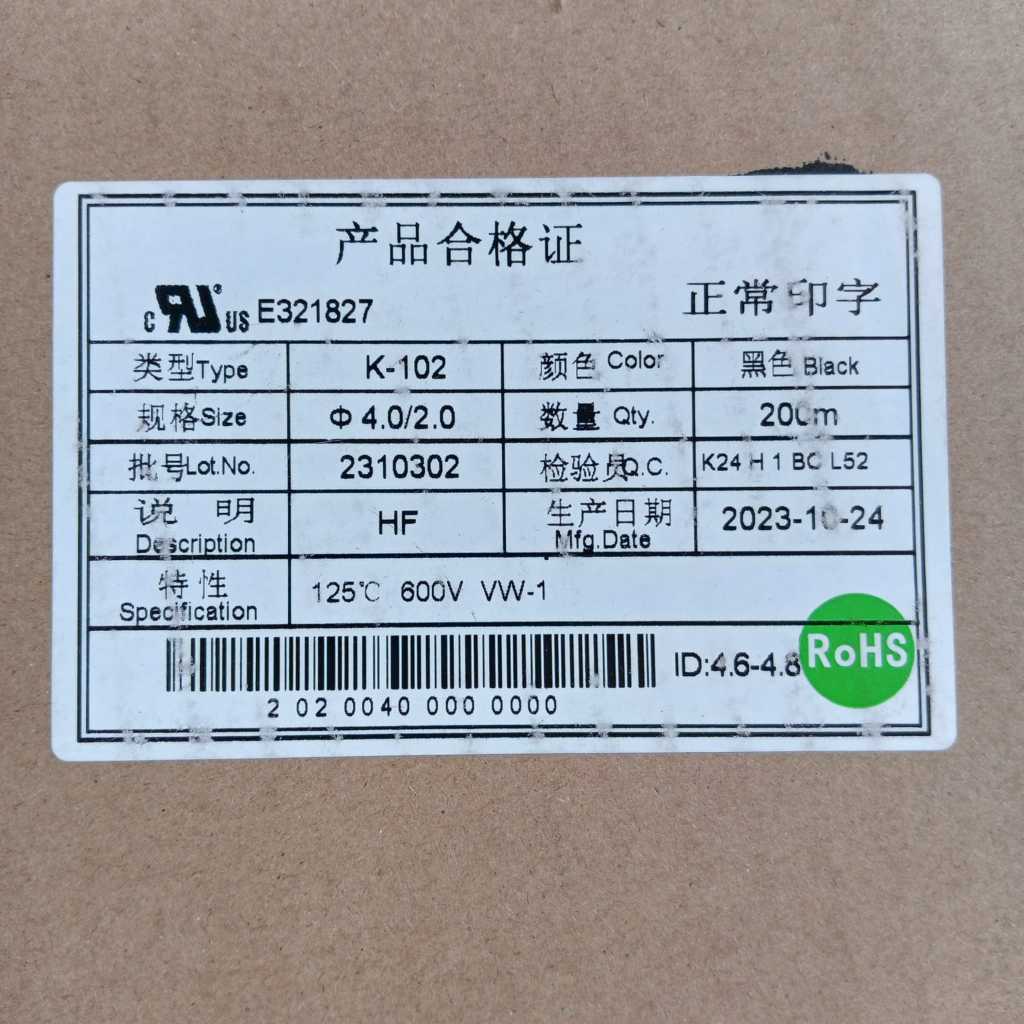 产品合格证
c RU ® US E321827 正常印字
类型Type K-102 颜色 Color 黑色 Black
规格Size Φ 4.0/2.0 数量 Qty. 200m
批号Lot.No. 2310302 检验员Q.C. K24 H 1 BC L52
说 明 Description HF 生产日期 Mfg.Date 2023-10-24
特性 Specification 125℃ 600V VW-1
ID:4.6-4.8 RoHS
2 02 0040 000 0000